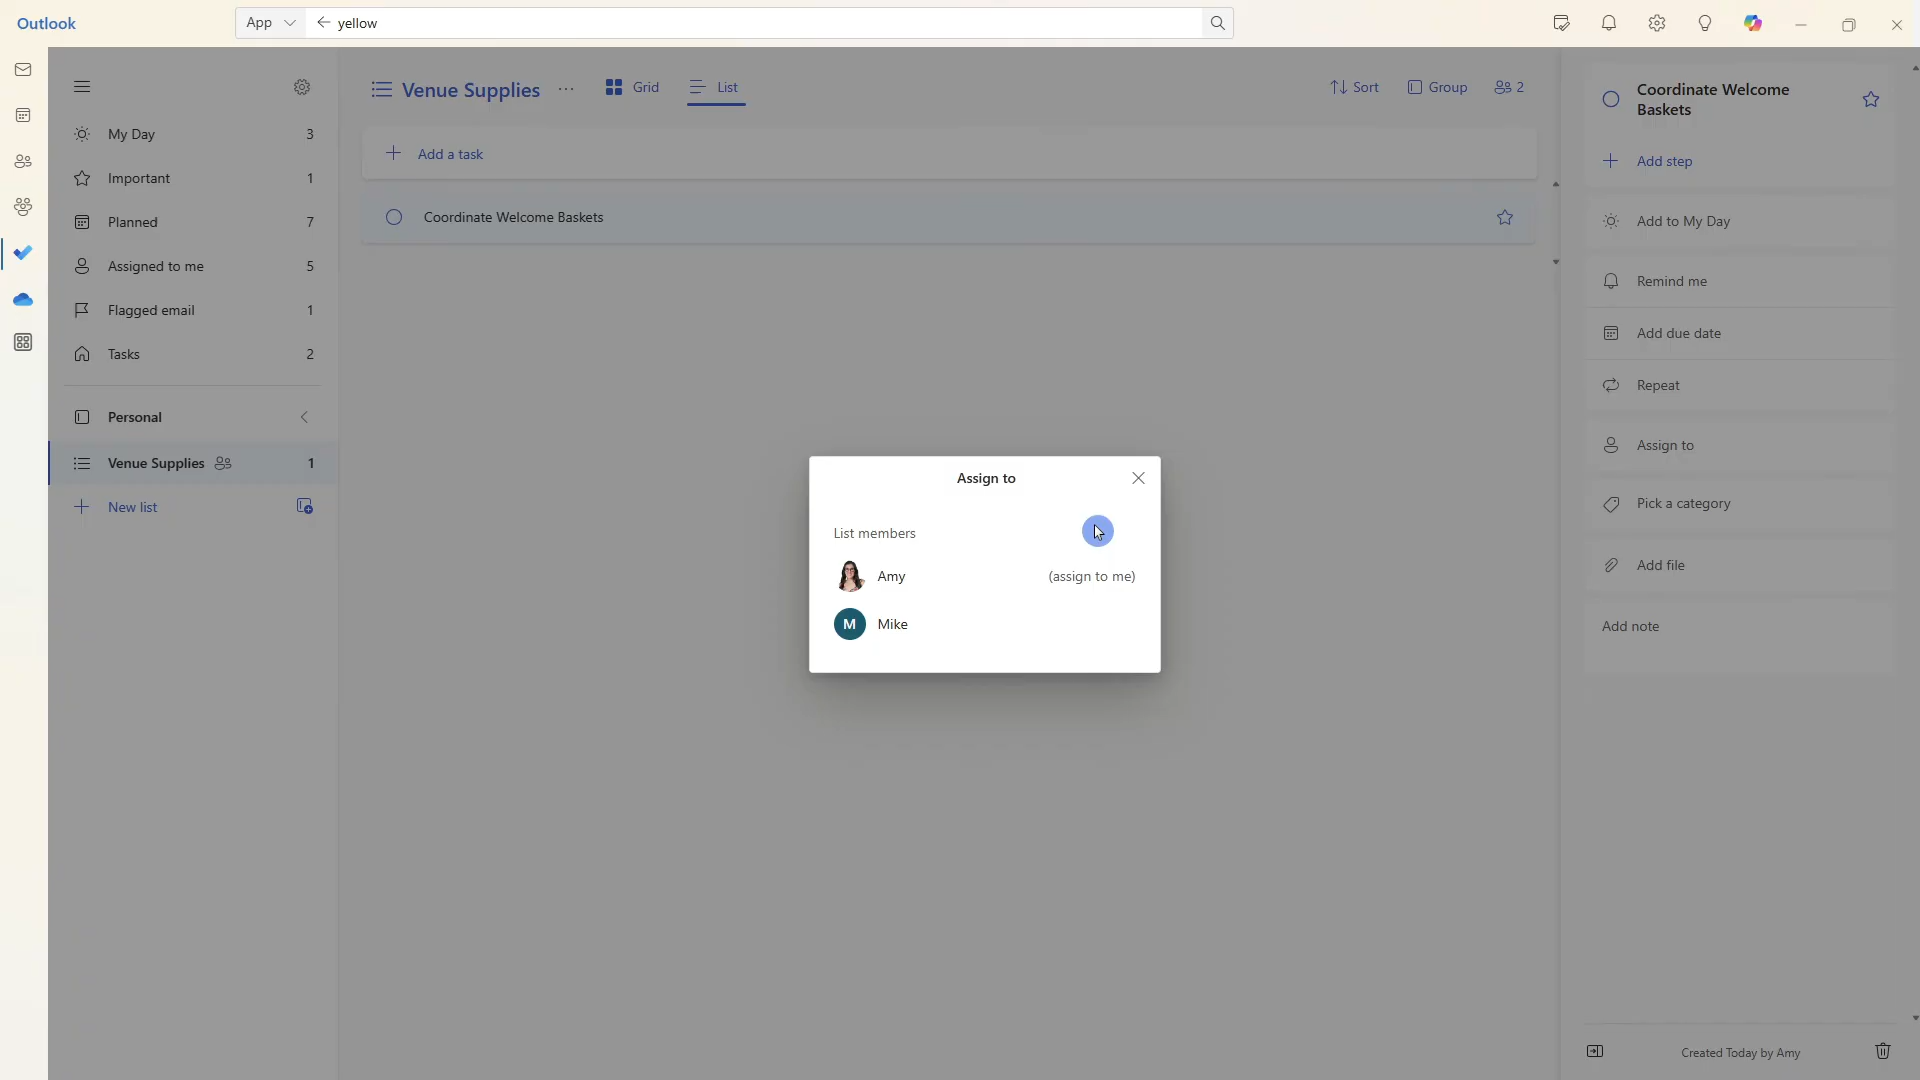 Outlook
App
yellow
My Day 3
Important 1
Planned 7
Assigned to me 5
Flagged email 1
Tasks 2
Personal
Venue Supplies 1
New list
Venue Supplies ...
Grid
List
Sort
Group
2
Add a task
Coordinate Welcome Baskets
Assign to
List members
Amy (assign to me)
M Mike
Coordinate Welcome
Baskets
Add step
Add to My Day
Remind me
Add due date
Repeat
Assign to
Pick a category
Add file
Add note
Created Today by Amy